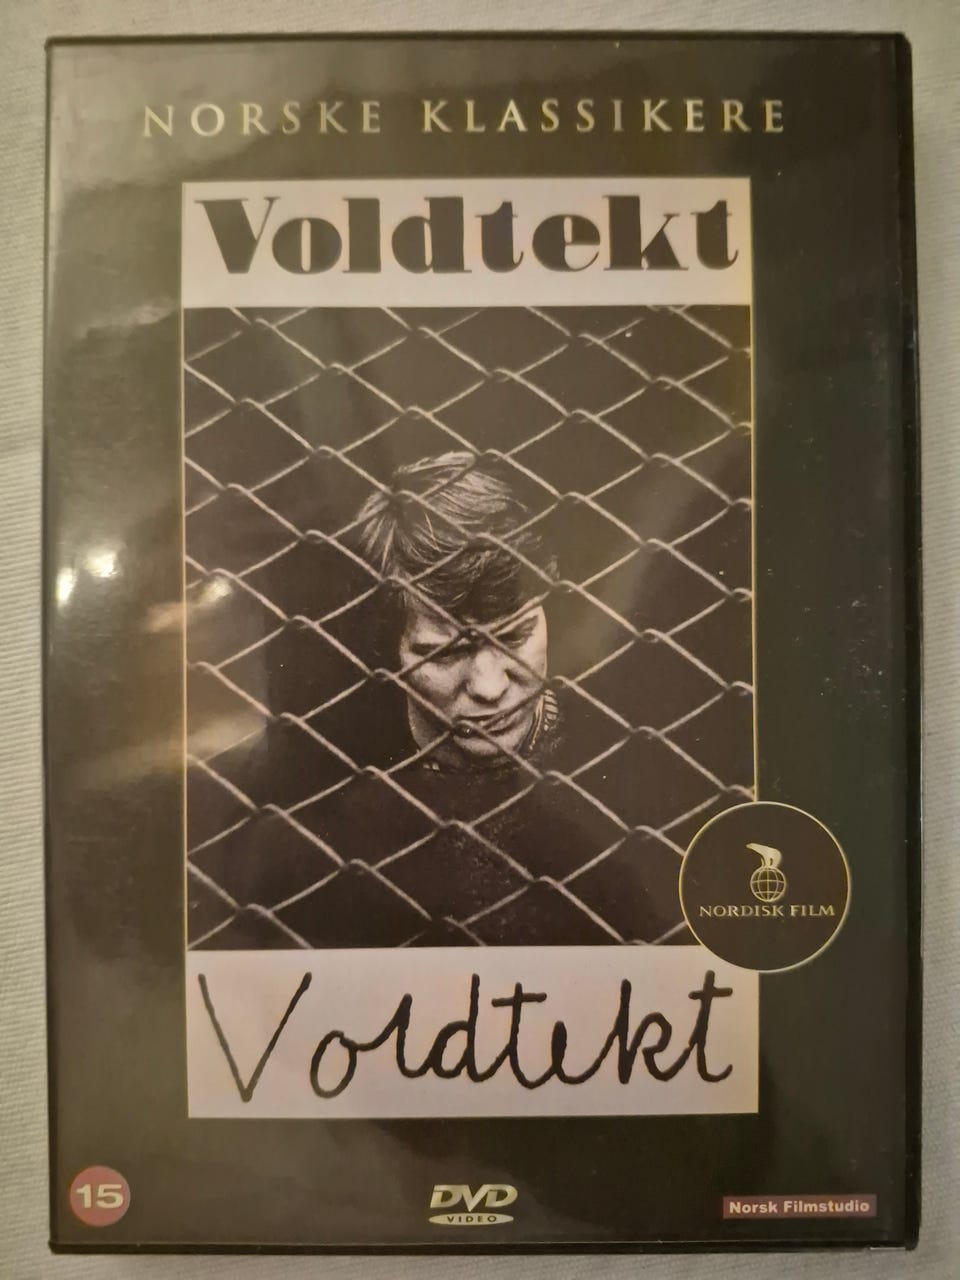 NORSKE KLASSIKERE
Voldtekt
NORDISK FILM
Voldtekt
15
DVD
VIDEO
Norsk Filmstudio